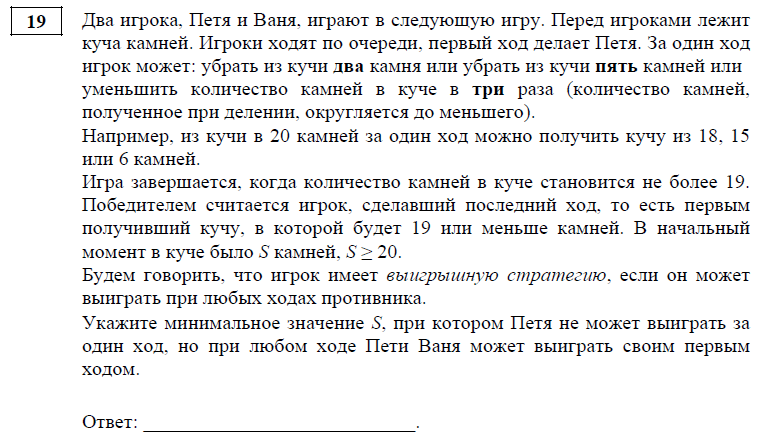 19
Два игрока, Петя и Ваня, играют в следующую игру. Перед игроками лежит
куча камней. Игроки ходят по очереди, первый ход делает Петя. За один ход
игрок может: убрать из кучи два камня или убрать из кучи пять камней или
уменьшить количество камней в куче в три раза (количество камней,
полученное при делении, округляется до меньшего).
Например, из кучи в 20 камней за один ход можно получить кучу из 18, 15
или 6 камней.
Игра завершается, когда количество камней в куче становится не более 19.
Победителем считается игрок, сделавший последний ход, то есть первым
получивший кучу, в которой будет 19 или меньше камней. В начальный
момент в куче было S камней, S ≥ 20.
Будем говорить, что игрок имеет выигрышную стратегию, если он может
выиграть при любых ходах противника.
Укажите минимальное значение S, при котором Петя не может выиграть за
один ход, но при любом ходе Пети Ваня может выиграть своим первым
ходом.
Ответ: ___________________________.